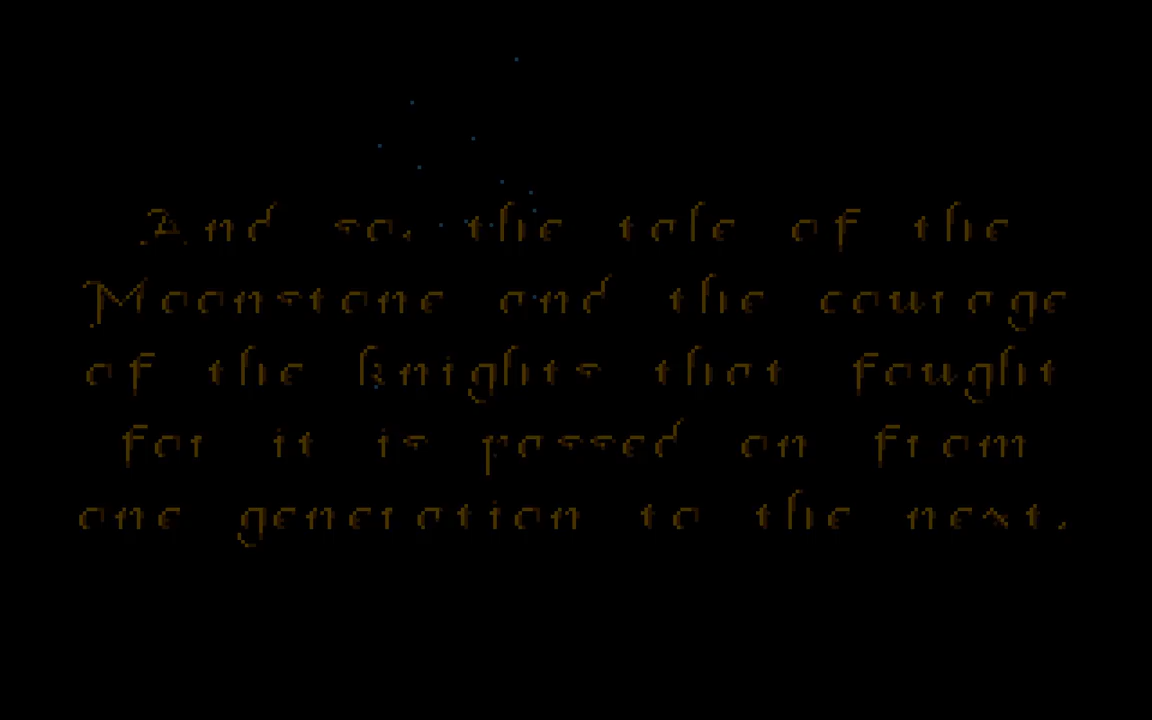 And so, the tale of the
Moonstone and the courage
of the knights that fought
for it is passed on from
one generation to the next.